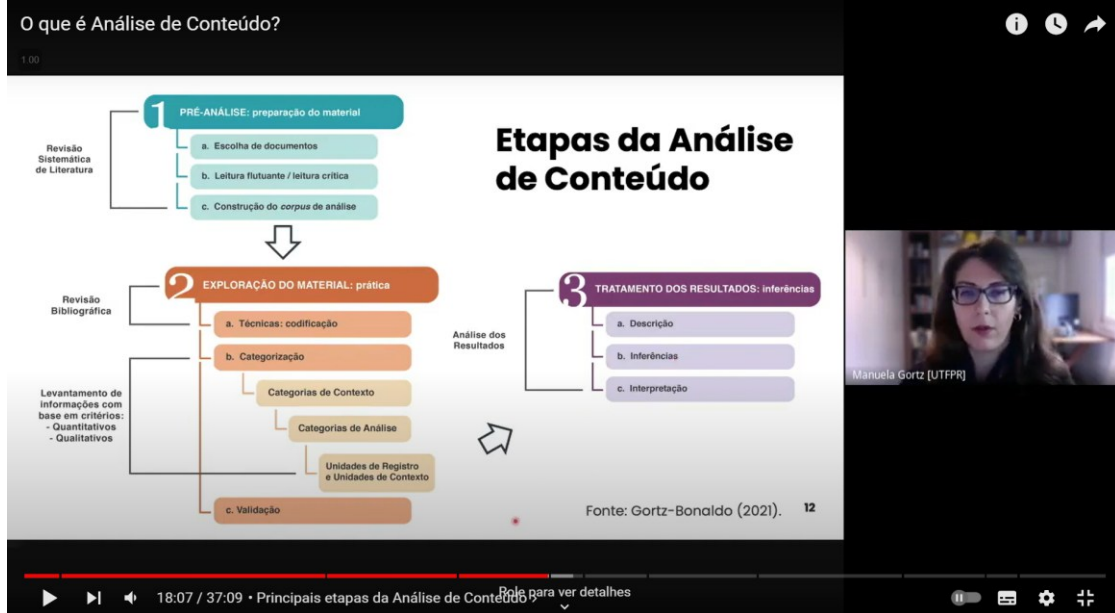 O que é Análise de Conteúdo?
1.00
1 PRÉ-ANÁLISE: preparação do material
Revisão
Sistemática
de Literatura
a. Escolha de documentos
b. Leitura flutuante / leitura crítica
c. Construção do corpus de análise
Etapas da Análise
de Conteúdo
2 EXPLORAÇÃO DO MATERIAL: prática
Revisão
Bibliográfica
a. Técnicas: codificação
b. Categorização
Categorias de Contexto
Categorias de Análise
Unidades de Registro
e Unidades de Contexto
Levantamento de
informações com
base em critérios:
- Quantitativos
- Qualitativos
c. Validação
3 TRATAMENTO DOS RESULTADOS: inferências
Análise dos
Resultados
a. Descrição
b. Inferências
c. Interpretação
Fonte: Gortz-Bonaldo (2021). 12
Manuela Gortz [UTFPR]
18:07 / 37:09 • Principais etapas da Análise de Conteúdo >
Role para ver detalhes